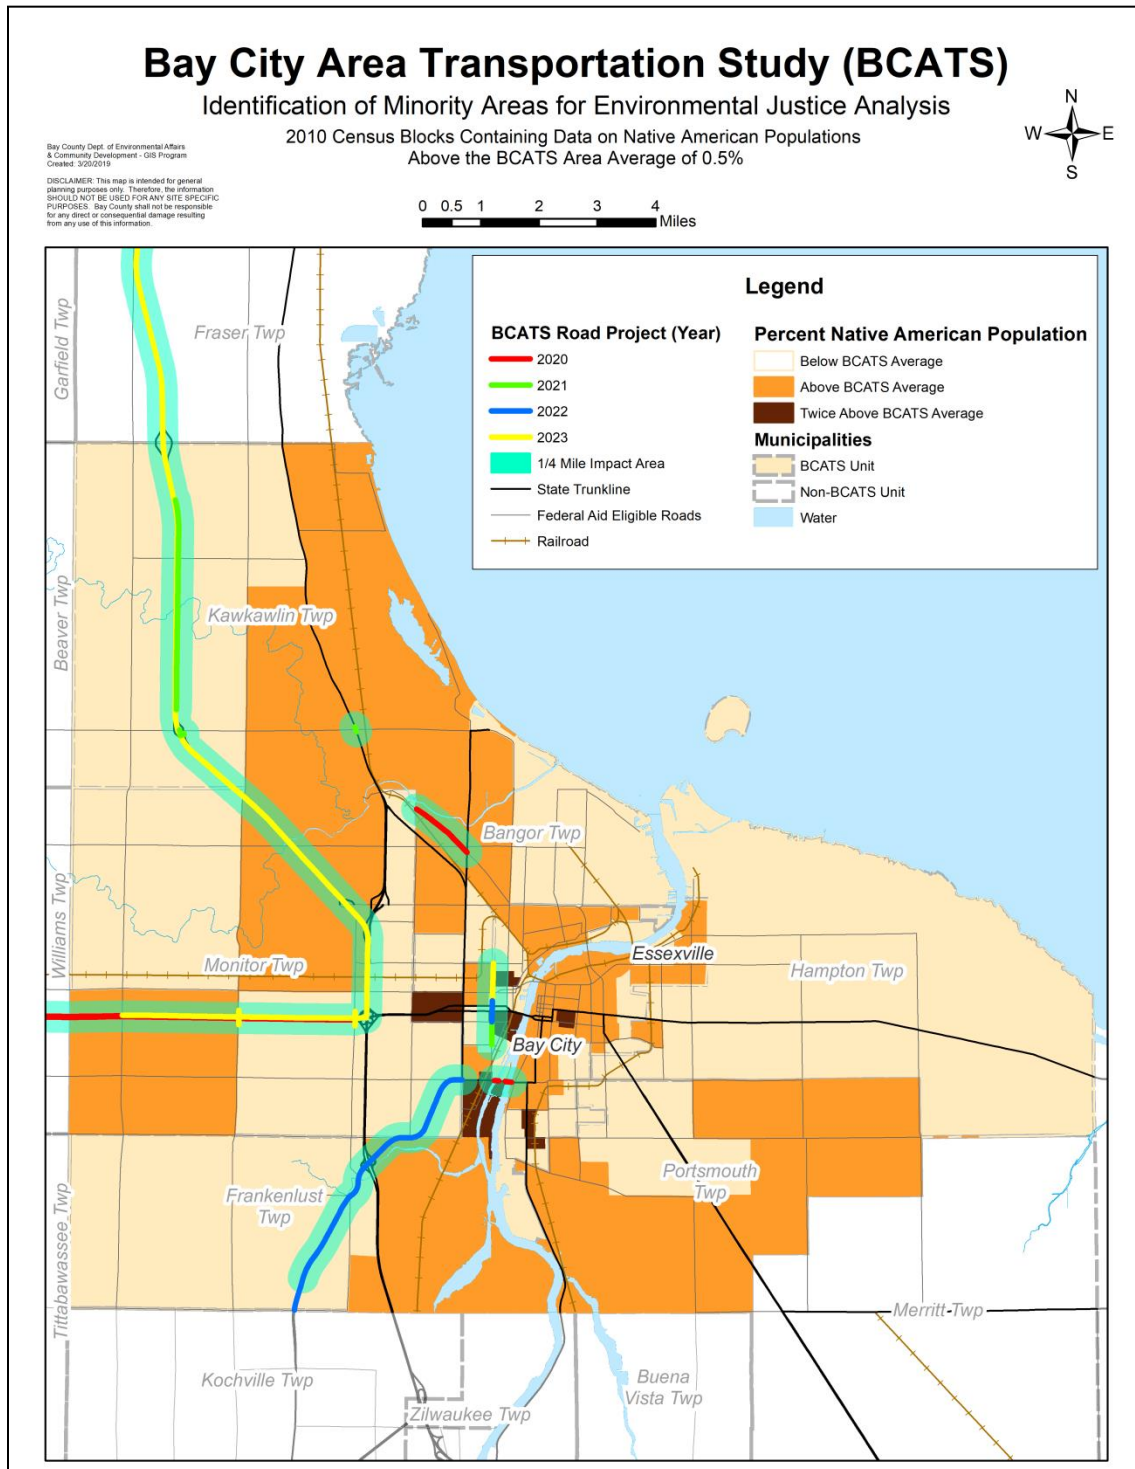 Bay City Area Transportation Study (BCATS)
Identification of Minority Areas for Environmental Justice Analysis
2010 Census Blocks Containing Data on Native American Populations
Above the BCATS Area Average of 0.5%
Bay County Dept. of Environmental Affairs
& Community Development - GIS Program
Created: 3/20/2019
DISCLAIMER: This map is intended for general
planning purposes only. Therefore, the information
SHOULD NOT BE USED FOR ANY SITE SPECIFIC
PURPOSES. Bay County shall not be responsible
for any direct or consequential damage resulting
from any use of this information.
N
W E
S
0 0.5 1 2 3 4
Miles
Legend
BCATS Road Project (Year)
2020
2021
2022
2023
1/4 Mile Impact Area
State Trunkline
Federal Aid Eligible Roads
Railroad
Percent Native American Population
Below BCATS Average
Above BCATS Average
Twice Above BCATS Average
Municipalities
BCATS Unit
Non-BCATS Unit
Water
Garfield Twp
Fraser Twp
Beaver Twp
Kawkawlin Twp
Bangor Twp
Williams Twp
Monitor Twp
Essexville
Hampton Twp
Bay City
Portsmouth
Twp
Frankenlust
Twp
Tittabawassee Twp
Merritt Twp
Kochville Twp
Buena
Vista Twp
Zilwaukee Twp